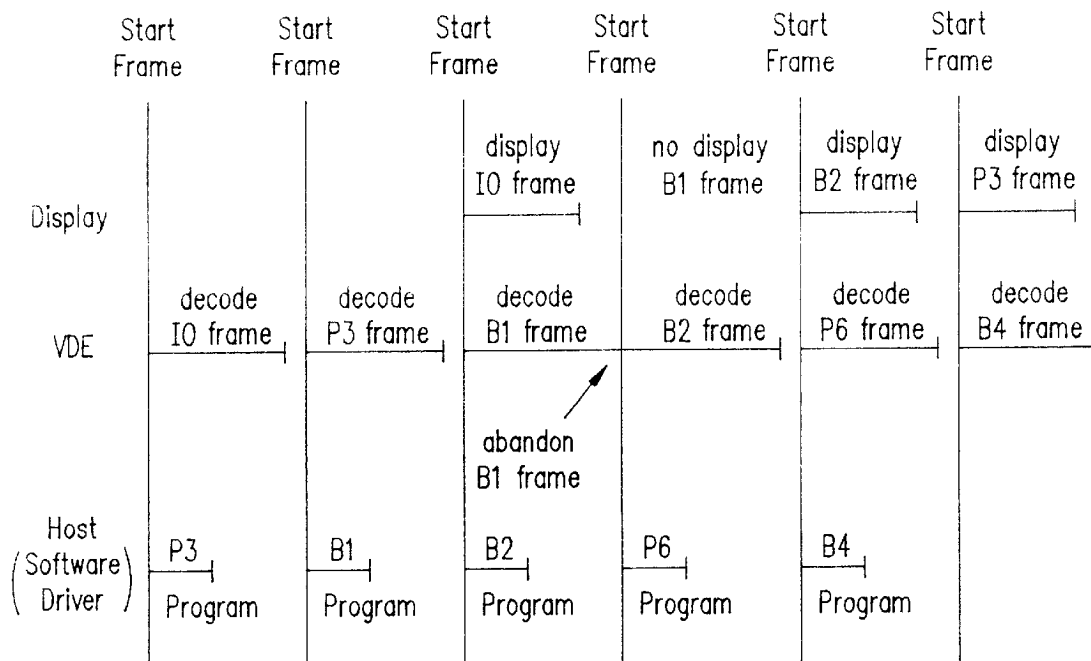 Start Frame
Start Frame
Start Frame
Start Frame
Start Frame
Start Frame
Display
display I0 frame
no display B1 frame
display B2 frame
display P3 frame
VDE
decode I0 frame
decode P3 frame
decode B1 frame
decode B2 frame
decode P6 frame
decode B4 frame
abandon B1 frame
Host (Software Driver)
P3
Program
B1
Program
B2
Program
P6
Program
B4
Program